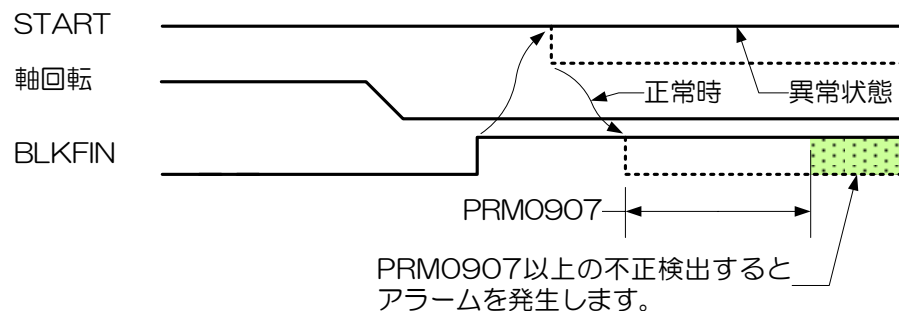 START
軸回転
正常時
異常状態
BLKFIN
PRM0907
PRM0907以上の不正検出すると
アラームを発生します。